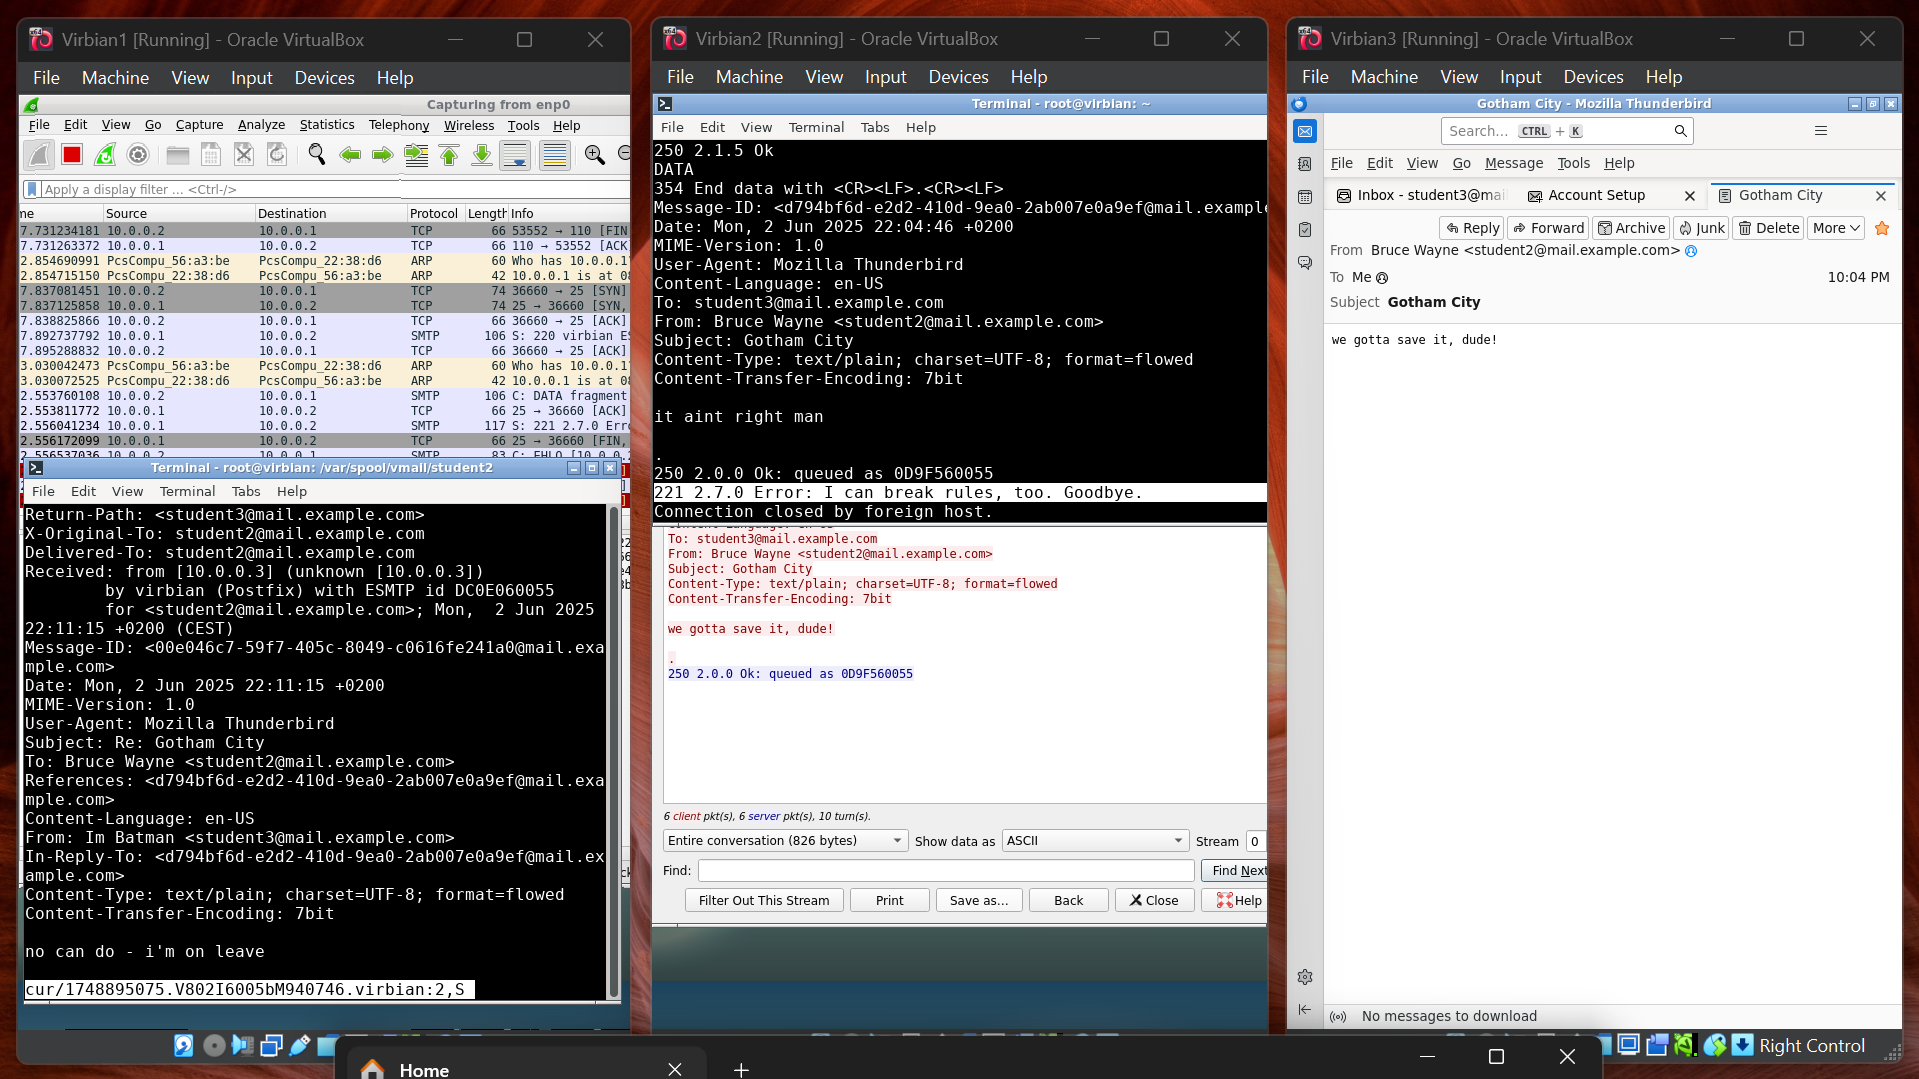 Virbian1 [Running] - Oracle VirtualBox
File Machine View Input Devices Help
Capturing from enp0
File Edit View Go Capture Analyze Statistics Telephony Wireless Tools Help
Apply a display filter ... <Ctrl-/>
me Source Destination Protocol Length Info
7.731234181 10.0.0.2 10.0.0.1 TCP 66 53552 → 110 [FIN
7.731263372 10.0.0.1 10.0.0.2 TCP 66 110 → 53552 [ACK
2.854690991 PcsCompu_56:a3:be PcsCompu_22:38:d6 ARP 60 Who has 10.0.0.1
2.854715150 PcsCompu_22:38:d6 PcsCompu_56:a3:be ARP 42 10.0.0.1 is at 08
7.837081451 10.0.0.2 10.0.0.1 TCP 74 36660 → 25 [SYN]
7.837125858 10.0.0.1 10.0.0.2 TCP 74 25 → 36660 [SYN,
7.838825866 10.0.0.2 10.0.0.1 TCP 66 36660 → 25 [ACK]
7.892737792 10.0.0.1 10.0.0.2 SMTP 106 S: 220 virbian ES
7.895288832 10.0.0.2 10.0.0.1 TCP 66 36660 → 25 [ACK]
3.030042473 PcsCompu_56:a3:be PcsCompu_22:38:d6 ARP 60 Who has 10.0.0.1
3.030072525 PcsCompu_22:38:d6 PcsCompu_56:a3:be ARP 42 10.0.0.1 is at 08
2.553760108 10.0.0.2 10.0.0.1 SMTP 106 C: DATA fragment
2.553811772 10.0.0.1 10.0.0.2 TCP 66 25 → 36660 [ACK]
2.556041234 10.0.0.1 10.0.0.2 SMTP 117 S: 221 2.7.0 Erro
2.556172099 10.0.0.1 10.0.0.2 TCP 66 25 → 36660 [FIN,
2.556537036 10.0.0.1 10.0.0.2 SMTP 83 C: EHLO [10.0.0.2
Terminal - root@virbian: /var/spool/vmail/student2
File Edit View Terminal Tabs Help
Return-Path: <student3@mail.example.com>
X-Original-To: student2@mail.example.com
Delivered-To: student2@mail.example.com
Received: from [10.0.0.3] (unknown [10.0.0.3])
by virbian (Postfix) with ESMTP id DC0E060055
for <student2@mail.example.com>; Mon,  2 Jun 2025
22:11:15 +0200 (CEST)
Message-ID: <00e046c7-59f7-405c-8049-c0616fe241a0@mail.exa
mple.com>
Date: Mon, 2 Jun 2025 22:11:15 +0200
MIME-Version: 1.0
User-Agent: Mozilla Thunderbird
Subject: Re: Gotham City
To: Bruce Wayne <student2@mail.example.com>
References: <d794bf6d-e2d2-410d-9ea0-2ab007e0a9ef@mail.exa
mple.com>
Content-Language: en-US
From: Im Batman <student3@mail.example.com>
In-Reply-To: <d794bf6d-e2d2-410d-9ea0-2ab007e0a9ef@mail.ex
ample.com>
Content-Type: text/plain; charset=UTF-8; format=flowed
Content-Transfer-Encoding: 7bit
no can do - i'm on leave
cur/1748895075.V802I6005bM940746.virbian:2,S
Virbian2 [Running] - Oracle VirtualBox
File Machine View Input Devices Help
Terminal - root@virbian: ~
File Edit View Terminal Tabs Help
250 2.1.5 Ok
DATA
354 End data with <CR><LF>.<CR><LF>
Message-ID: <d794bf6d-e2d2-410d-9ea0-2ab007e0a9ef@mail.example
Date: Mon, 2 Jun 2025 22:04:46 +0200
MIME-Version: 1.0
User-Agent: Mozilla Thunderbird
Content-Language: en-US
To: student3@mail.example.com
From: Bruce Wayne <student2@mail.example.com>
Subject: Gotham City
Content-Type: text/plain; charset=UTF-8; format=flowed
Content-Transfer-Encoding: 7bit
it aint right man
.
250 2.0.0 Ok: queued as 0D9F560055
221 2.7.0 Error: I can break rules, too. Goodbye.
Connection closed by foreign host.
To: student3@mail.example.com
From: Bruce Wayne <student2@mail.example.com>
Subject: Gotham City
Content-Type: text/plain; charset=UTF-8; format=flowed
Content-Transfer-Encoding: 7bit
we gotta save it, dude!
.
250 2.0.0 Ok: queued as 0D9F560055
6 client pkt(s), 6 server pkt(s), 10 turn(s).
Entire conversation (826 bytes) Show data as ASCII Stream 0
Find: Find Next
Filter Out This Stream Print Save as... Back Close Help
Virbian3 [Running] - Oracle VirtualBox
File Machine View Input Devices Help
Gotham City - Mozilla Thunderbird
Search... CTRL + K
File Edit View Go Message Tools Help
Inbox - student3@mai Account Setup Gotham City
Reply Forward Archive Junk Delete More
From Bruce Wayne <student2@mail.example.com>
To Me 10:04 PM
Subject Gotham City
we gotta save it, dude!
No messages to download
Right Control
Home